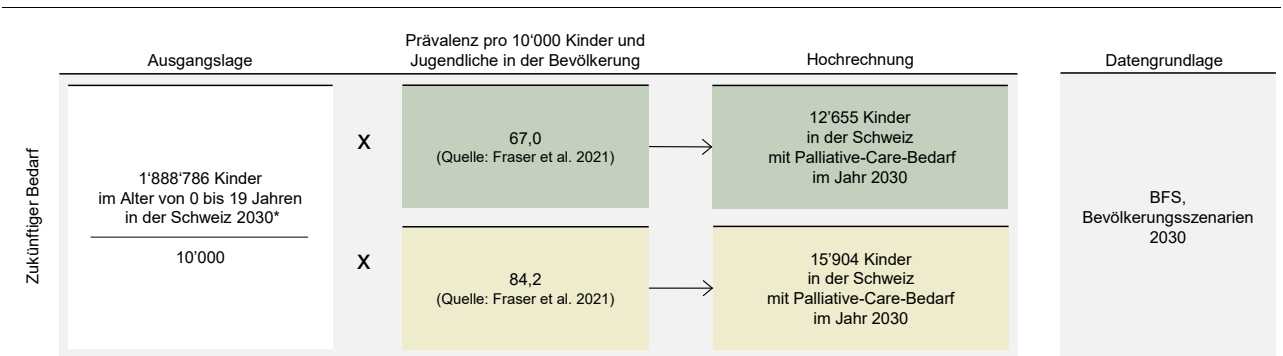 Ausgangslage
Prävalenz pro 10‘000 Kinder und
Jugendliche in der Bevölkerung
Hochrechnung
Datengrundlage
Zukünftiger Bedarf
1‘888‘786 Kinder
im Alter von 0 bis 19 Jahren
in der Schweiz 2030*
10’000
X
67,0
(Quelle: Fraser et al. 2021)
12’655 Kinder
in der Schweiz
mit Palliative-Care-Bedarf
im Jahr 2030
X
84,2
(Quelle: Fraser et al. 2021)
15’904 Kinder
in der Schweiz
mit Palliative-Care-Bedarf
im Jahr 2030
BFS,
Bevölkerungsszenarien
2030